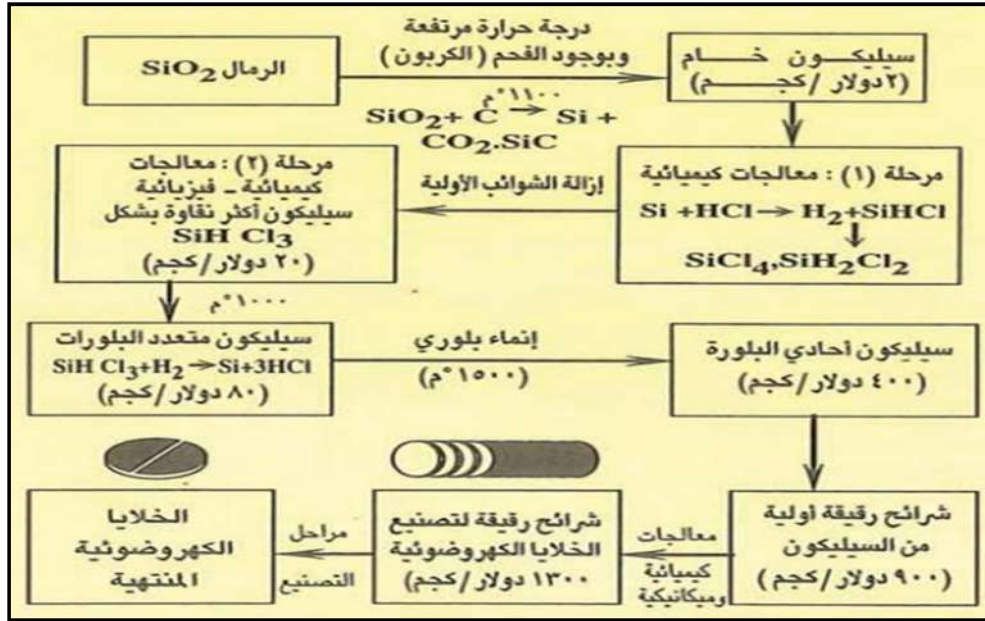 الرمال
SiO2
درجة حرارة مرتفعة
وبوجود الفحم (الكربون)
١١٠٠°م
SiO2+ C → Si +
CO2.SiC
سيليكون خام
(٢دولار /كجم)
مرحلة (١) : معالجات كيميائية
Si +HCl→ H2+SiHCl
↓
SiCl4,SiH2Cl2
إزالة الشوائب الأولية
مرحلة (٢) : معالجات
كيميائية - فيزيائية
سيليكون أكثر نقاوة بشكل
SiH Cl3
(٢٠ دولار/كجم)
١٠٠٠°م
سيليكون متعدد البلورات
SiH Cl3+H2→Si+3HCl
(٨٠ دولار/كجم)
إنماء بلوري
(١٥٠٠°م)
سيليكون أحادي البلورة
(٤٠٠ دولار/كجم)
شرائح رقيقة أولية
من السيليكون
(٩٠٠ دولار/كجم )
معالجات
كيميائية
وميكانيكية
شرائح رقيقة لتصنيع
الخلايا الكهروضوئية
(١٣٠٠ دولار/كجم)
مراحل
التصنيع
الخلايا
الكهروضوئية
المنتهية